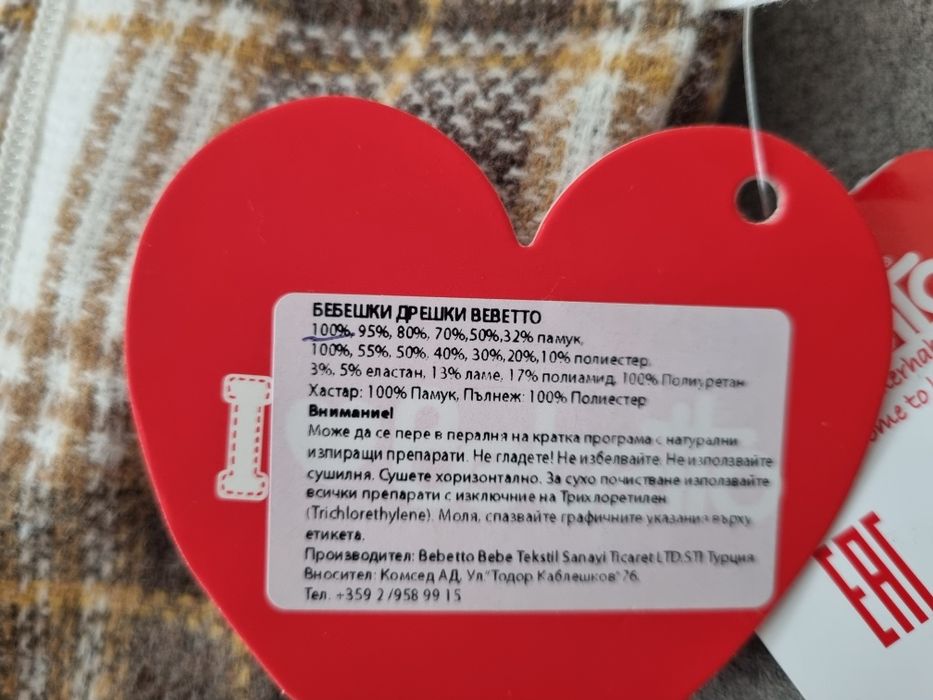 БЕБЕШКИ ДРЕШКИ BEBETTO
100%, 95%, 80%, 70%,50%,32% памук,
100%, 55%, 50%, 40%, 30%,20%,10% полиестер,
3%, 5% еластан, 13% ламе, 17% полиамид, 100% Полиуретан
Хастар: 100% Памук, Пълнеж: 100% Полиестер
Внимание!
Може да се пере в пералня на кратка програма с натурални
изпиращи препарати. Не гладете! Не избелвайте. Не използвайте
сушилня. Сушете хоризонтално. За сухо почистване използвайте
всички препарати с изключние на Трихлоретилен
(Trichlorethylene). Моля, спазвайте графичните указания върху
етикета.
Производител: Bebetto Bebe Tekstil Sanayi Ticaret LTD.STI Турция
Вносител: Комсед АД, Ул."Тодор Каблешков" 76.
Тел. +359 2 /958 99 15
I
EAC